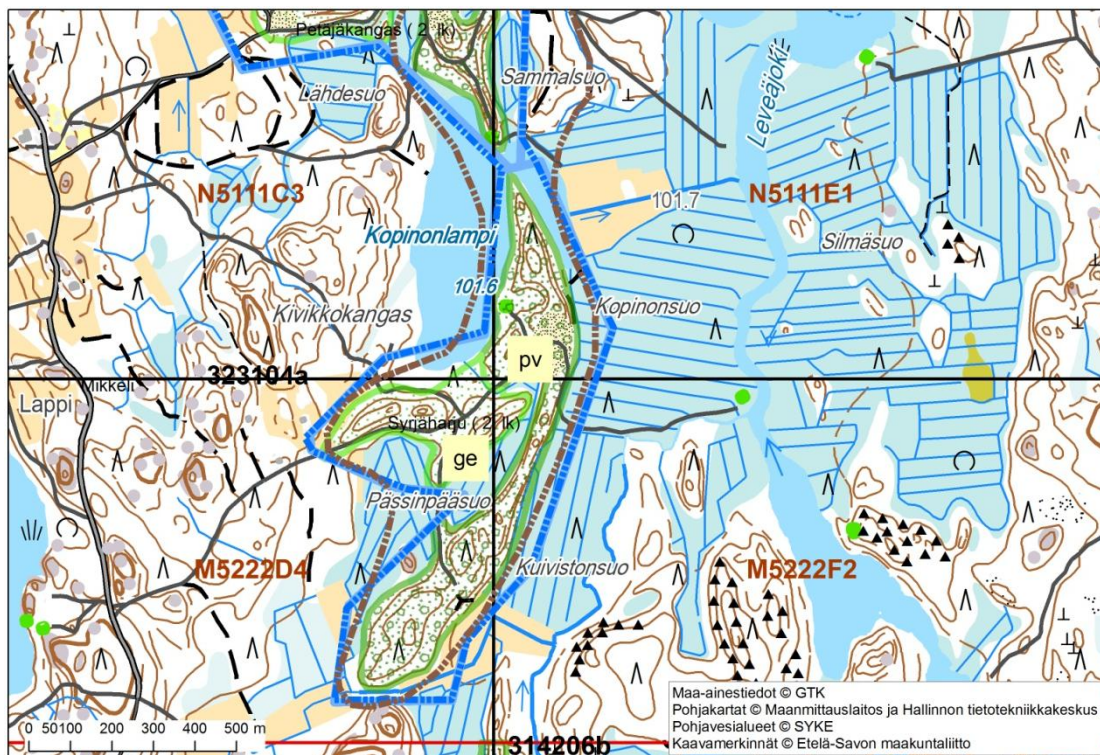 Petäjäkangas ( 2 lk)
Sammalsuo
Leveäjoki
Lähdesuo
N5111C3
N5111E1
101.7
Kopinonlampi
Silmäsuo
101.6
Kopinonsuo
Kivikkokangas
pv
323104a
Mikkeli
Lappi
Syrjäharju ( 2 lk)
ge
Pässinpääsuo
M5222D4
Kuivistonsuo
M5222F2
Maa-ainestiedot © GTK
Pohjakartat © Maanmittauslaitos ja Hallinnon tietotekniikkakeskus
Pohjavesialueet © SYKE
Kaavamerkinnät © Etelä-Savon maakuntaliitto
0 50100 200 300 400 500 m
314206b